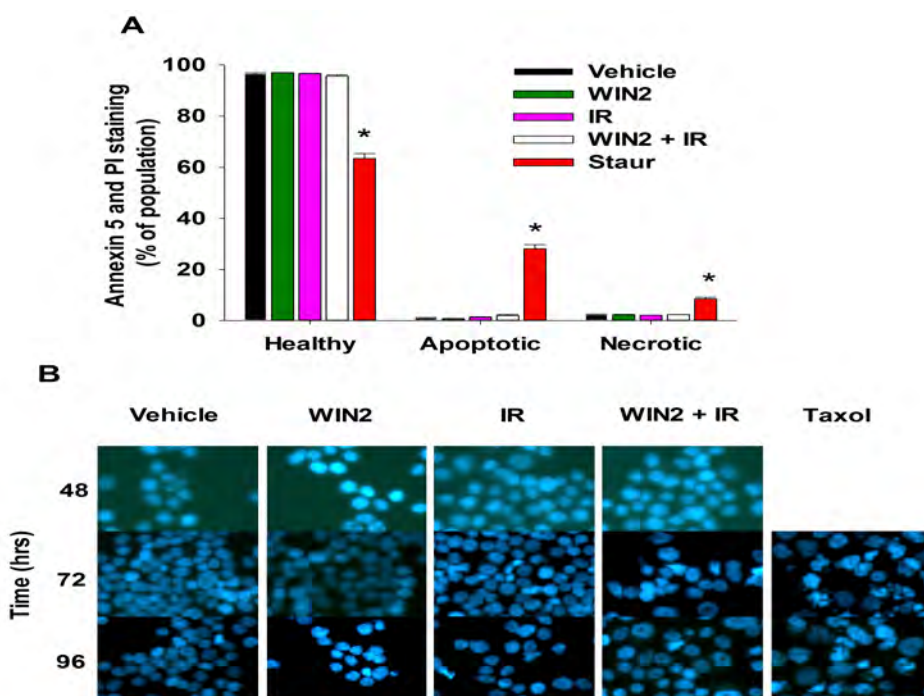 A
Annexin 5 and PI staining
(% of population)
100
80
60
40
20
0
Vehicle
WIN2
IR
WIN2 + IR
Staur
*
*
*
Healthy
Apoptotic
Necrotic
B
Vehicle
WIN2
IR
WIN2 + IR
Taxol
Time (hrs)
48
72
96